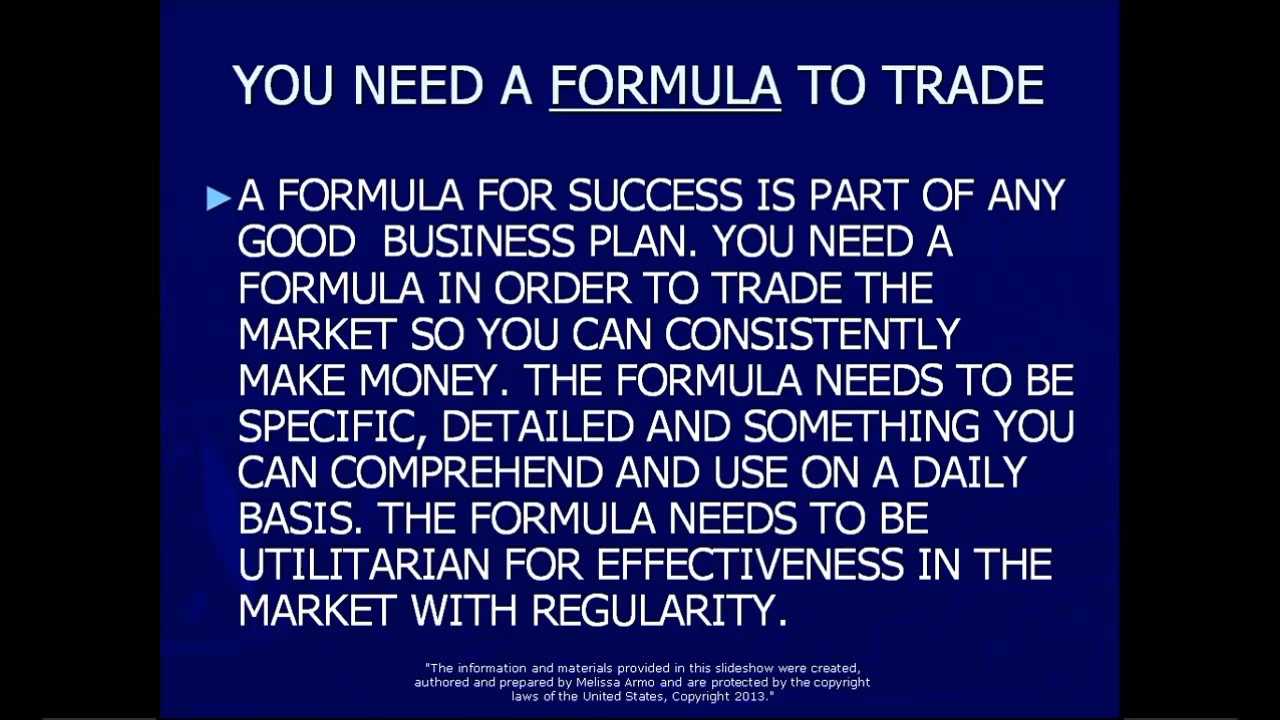 YOU NEED A FORMULA TO TRADE
►A FORMULA FOR SUCCESS IS PART OF ANY
GOOD  BUSINESS PLAN. YOU NEED A
FORMULA IN ORDER TO TRADE THE
MARKET SO YOU CAN CONSISTENTLY
MAKE MONEY. THE FORMULA NEEDS TO BE
SPECIFIC, DETAILED AND SOMETHING YOU
CAN COMPREHEND AND USE ON A DAILY
BASIS. THE FORMULA NEEDS TO BE
UTILITARIAN FOR EFFECTIVENESS IN THE
MARKET WITH REGULARITY.
"The information and materials provided in this slideshow were created,
authored and prepared by Melissa Armo and are protected by the copyright
laws of the United States, Copyright 2013."